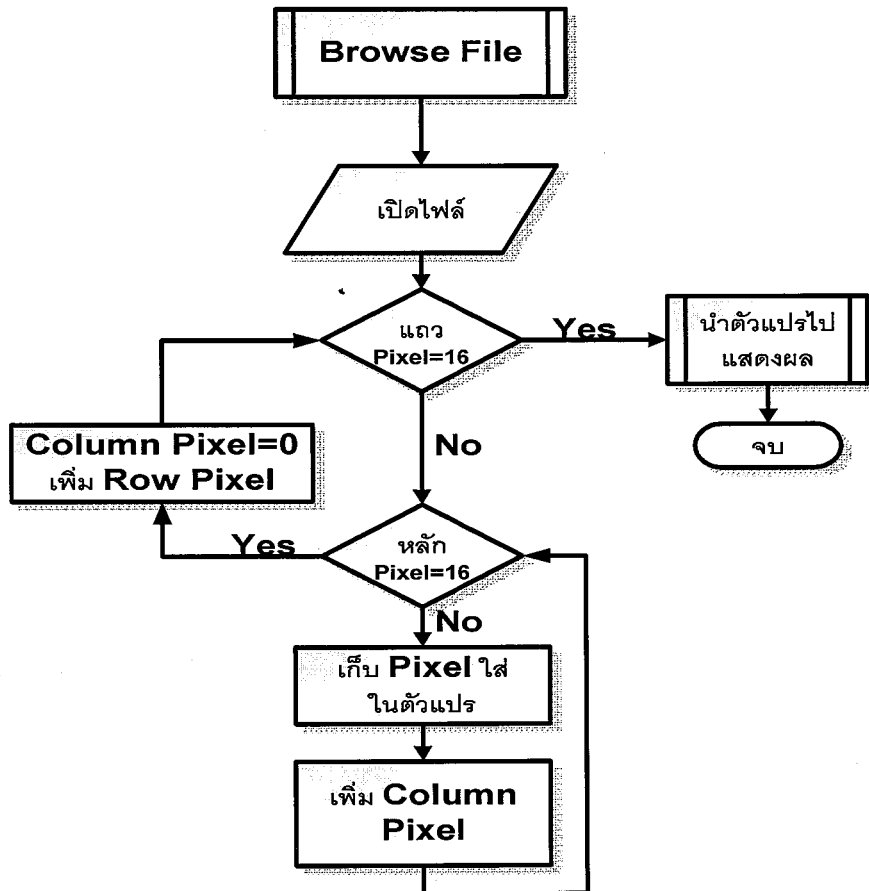 Browse File
เปิดไฟล์
แถว
Pixel=16
Yes
นำตัวแปรไป
แสดงผล
จบ
No
Column Pixel=0
เพิ่ม Row Pixel
หลัก
Pixel=16
Yes
No
เก็บ Pixel ใส่
ในตัวแปร
เพิ่ม Column
Pixel